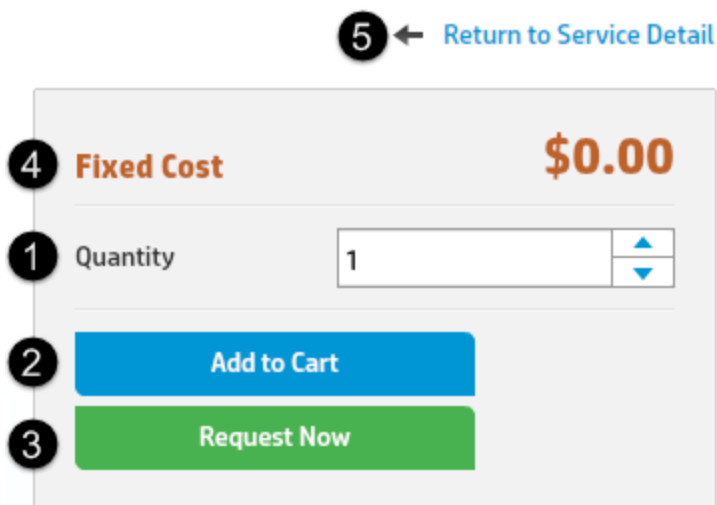 5 Return to Service Detail
4 Fixed Cost $0.00
1 Quantity 1
2 Add to Cart
3 Request Now